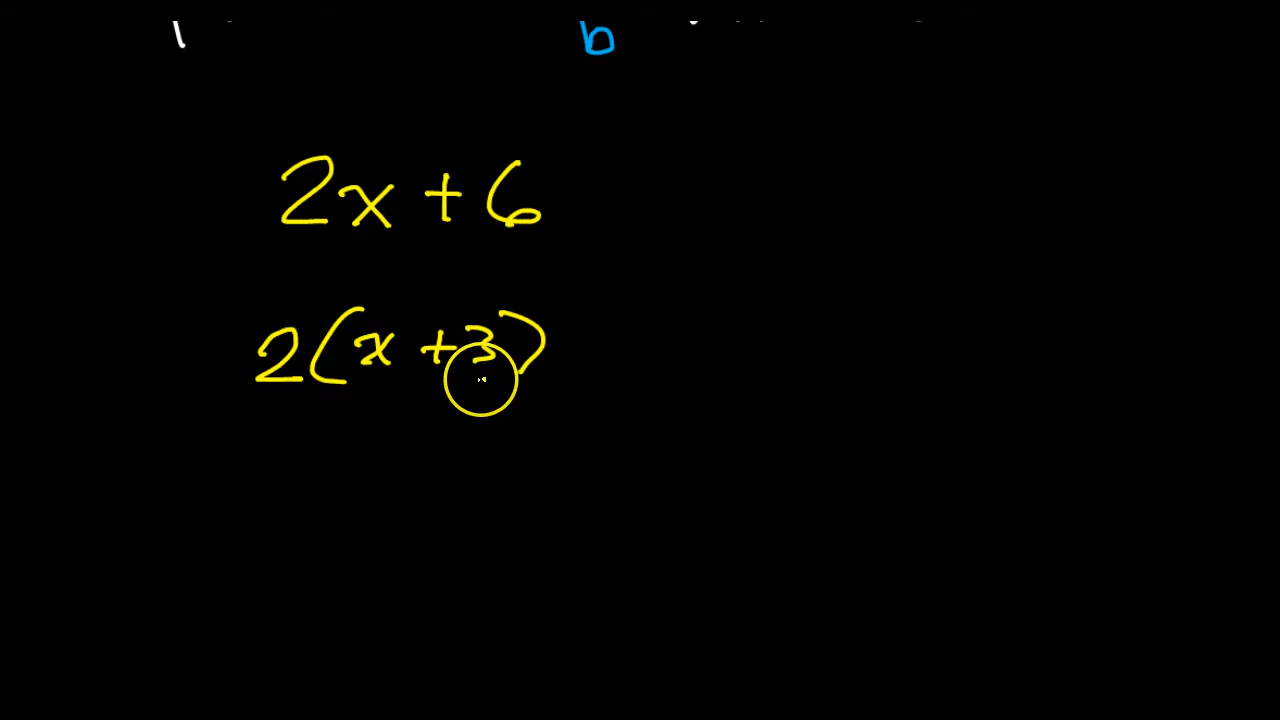 b
2x + 6
2(x + 3)